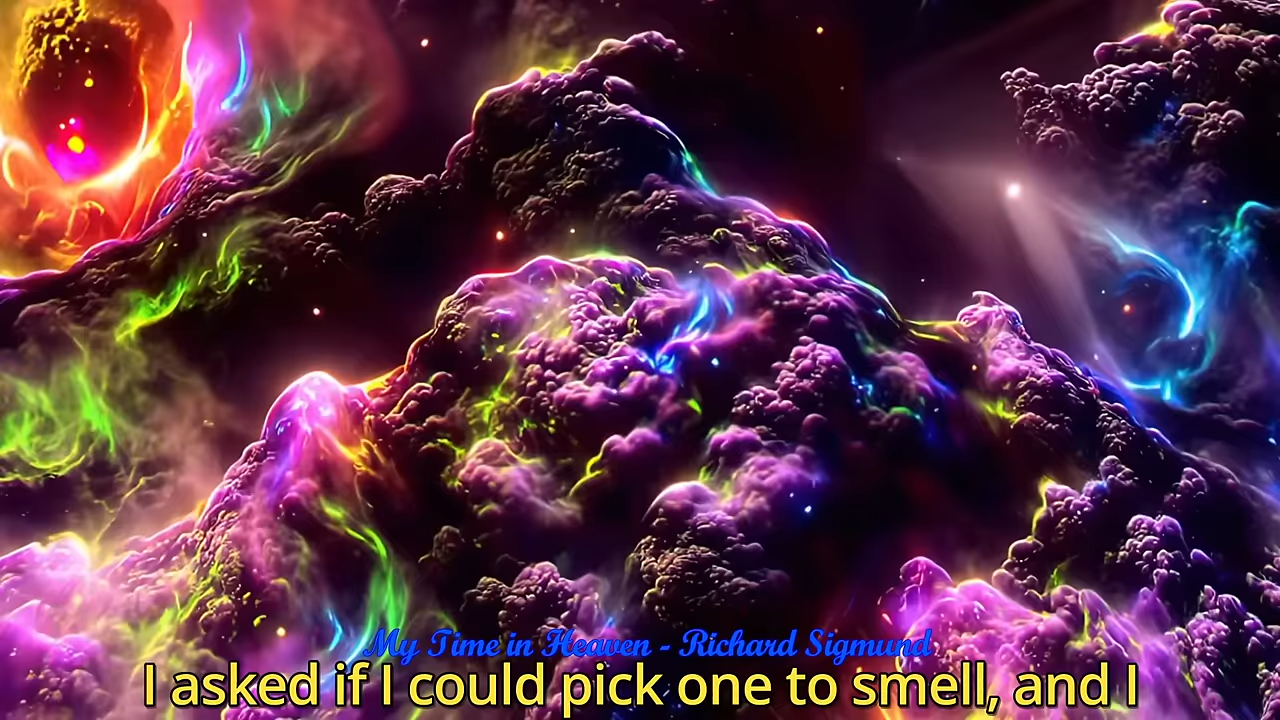 My Time in Heaven - Richard Sigmund
I asked if I could pick one to smell, and I